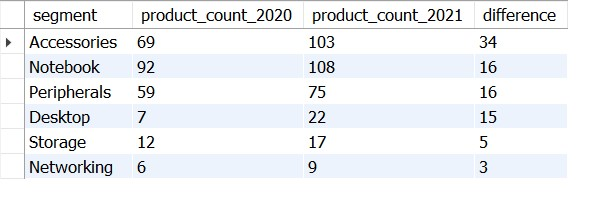 segment product_count_2020 product_count_2021 difference
Accessories 69 103 34
Notebook 92 108 16
Peripherals 59 75 16
Desktop 7 22 15
Storage 12 17 5
Networking 6 9 3